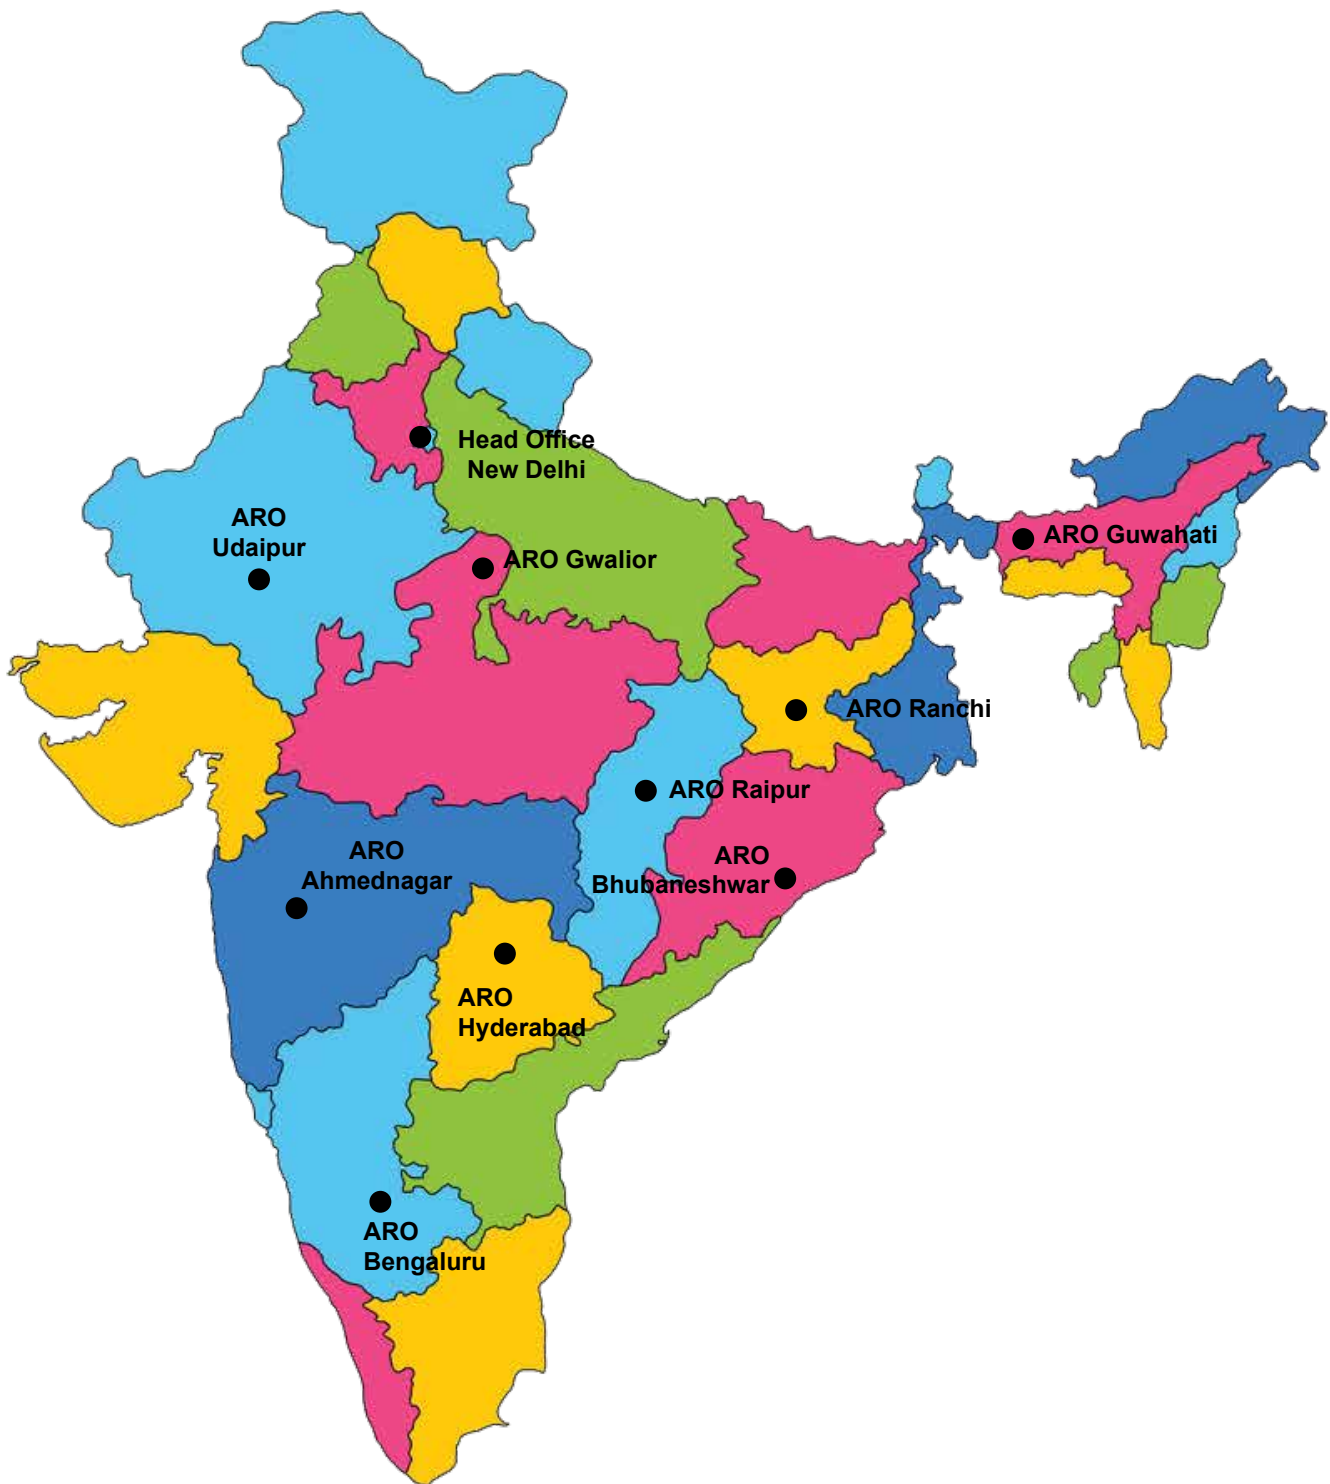 Head Office
New Delhi
ARO
Udaipur
ARO Gwalior
ARO Guwahati
ARO Ranchi
ARO Raipur
ARO
Ahmednagar
ARO
Bhubaneshwar
ARO
Hyderabad
ARO
Bengaluru